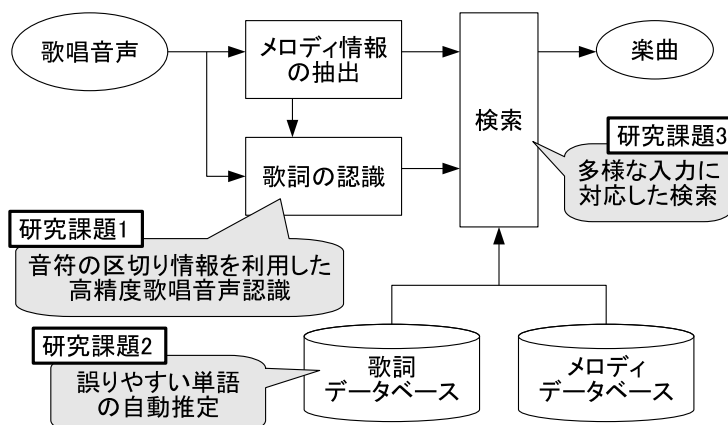 歌唱音声
メロディ情報
の抽出
検索
楽曲
歌詞の認識
研究課題3
多様な入力に
対応した検索
研究課題1
音符の区切り情報を利用した
高精度歌唱音声認識
研究課題2
誤りやすい単語
の自動推定
歌詞
データベース
メロディ
データベース